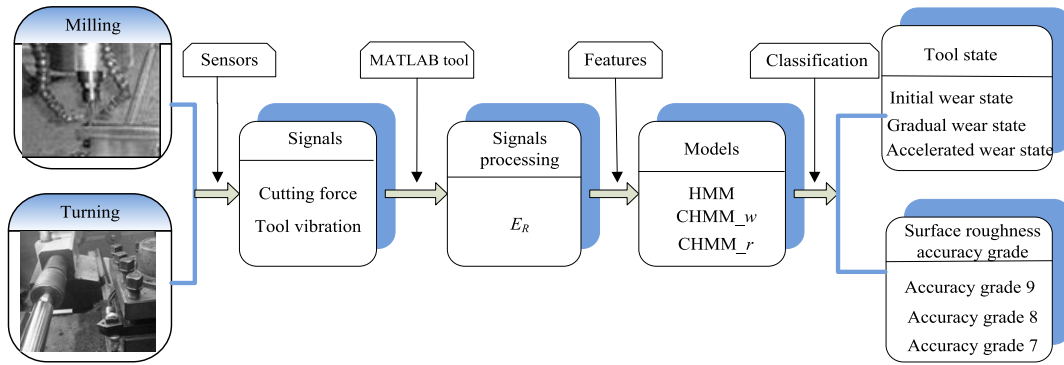 Milling
Turning
Sensors
Signals
Cutting force
Tool vibration
MATLAB tool
Signals
processing
E_R
Features
Models
HMM
CHMM_w
CHMM_r
Classification
Tool state
Initial wear state
Gradual wear state
Accelerated wear state
Surface roughness
accuracy grade
Accuracy grade 9
Accuracy grade 8
Accuracy grade 7